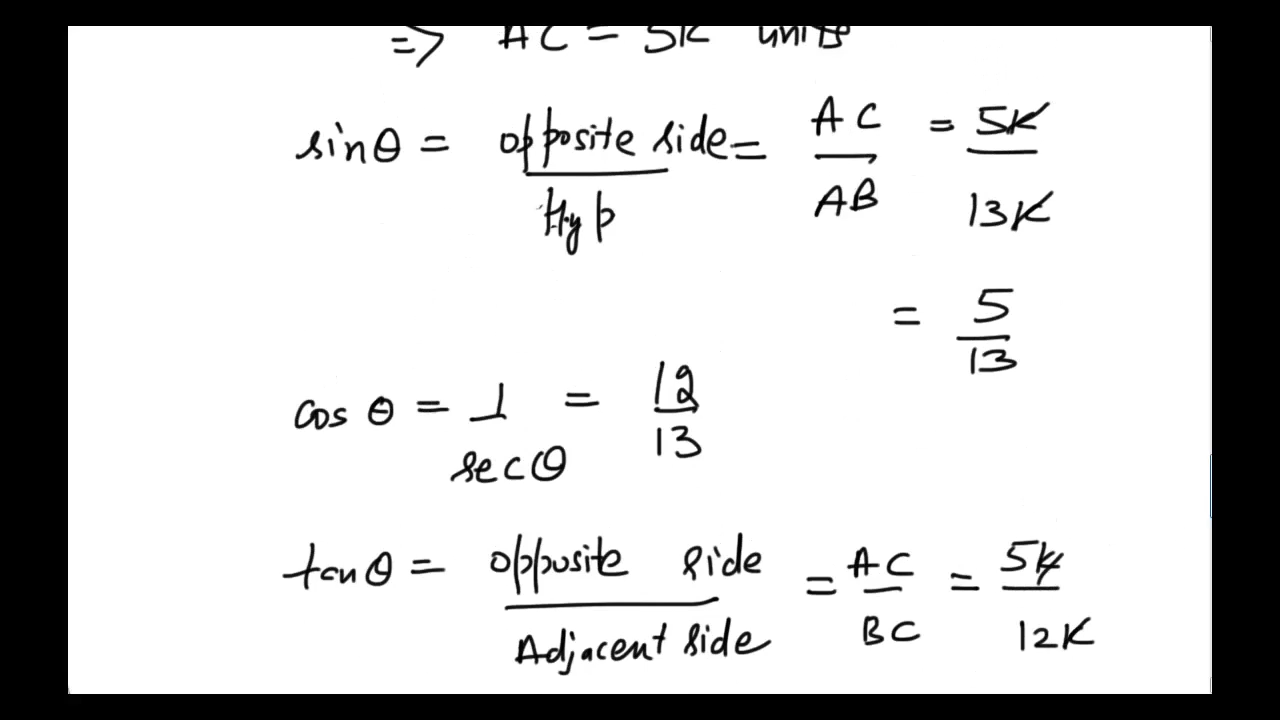 => AC = 5K units
sinθ = opposite side/Hyp = AC/AB = 5K/13K
= 5/13
cos θ = 1/secθ = 12/13
tanθ = opposite side/Adjacent side = AC/BC = 5K/12K